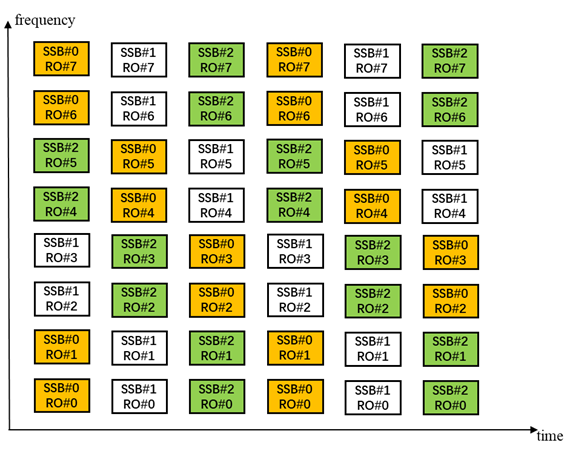 frequency
SSB#0 SSB#1 SSB#2 SSB#0 SSB#1 SSB#2
RO#7 RO#7 RO#7 RO#7 RO#7 RO#7
SSB#0 SSB#1 SSB#2 SSB#0 SSB#1 SSB#2
RO#6 RO#6 RO#6 RO#6 RO#6 RO#6
SSB#2 SSB#0 SSB#1 SSB#2 SSB#0 SSB#1
RO#5 RO#5 RO#5 RO#5 RO#5 RO#5
SSB#2 SSB#0 SSB#1 SSB#2 SSB#0 SSB#1
RO#4 RO#4 RO#4 RO#4 RO#4 RO#4
SSB#1 SSB#2 SSB#0 SSB#1 SSB#2 SSB#0
RO#3 RO#3 RO#3 RO#3 RO#3 RO#3
SSB#1 SSB#2 SSB#0 SSB#1 SSB#2 SSB#0
RO#2 RO#2 RO#2 RO#2 RO#2 RO#2
SSB#0 SSB#1 SSB#2 SSB#0 SSB#1 SSB#2
RO#1 RO#1 RO#1 RO#1 RO#1 RO#1
SSB#0 SSB#1 SSB#2 SSB#0 SSB#1 SSB#2
RO#0 RO#0 RO#0 RO#0 RO#0 RO#0
time